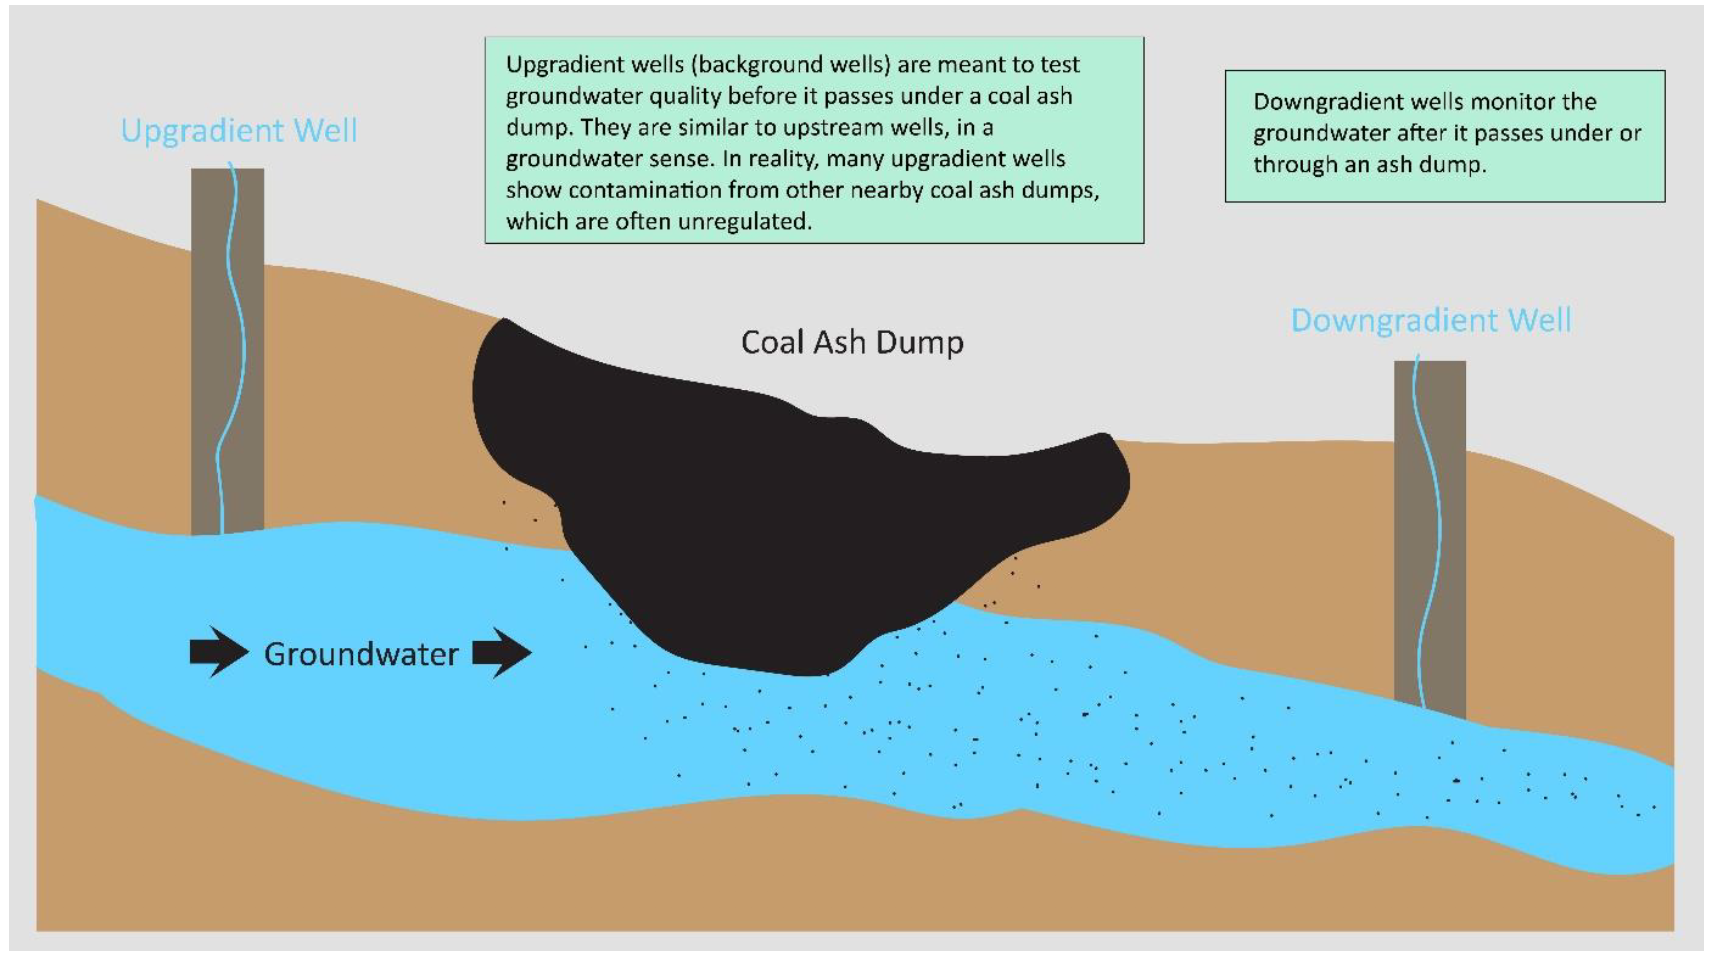 Upgradient Well
Upgradient wells (background wells) are meant to test
groundwater quality before it passes under a coal ash
dump. They are similar to upstream wells, in a
groundwater sense. In reality, many upgradient wells
show contamination from other nearby coal ash dumps,
which are often unregulated.
Downgradient wells monitor the
groundwater after it passes under or
through an ash dump.
Coal Ash Dump
Downgradient Well
Groundwater